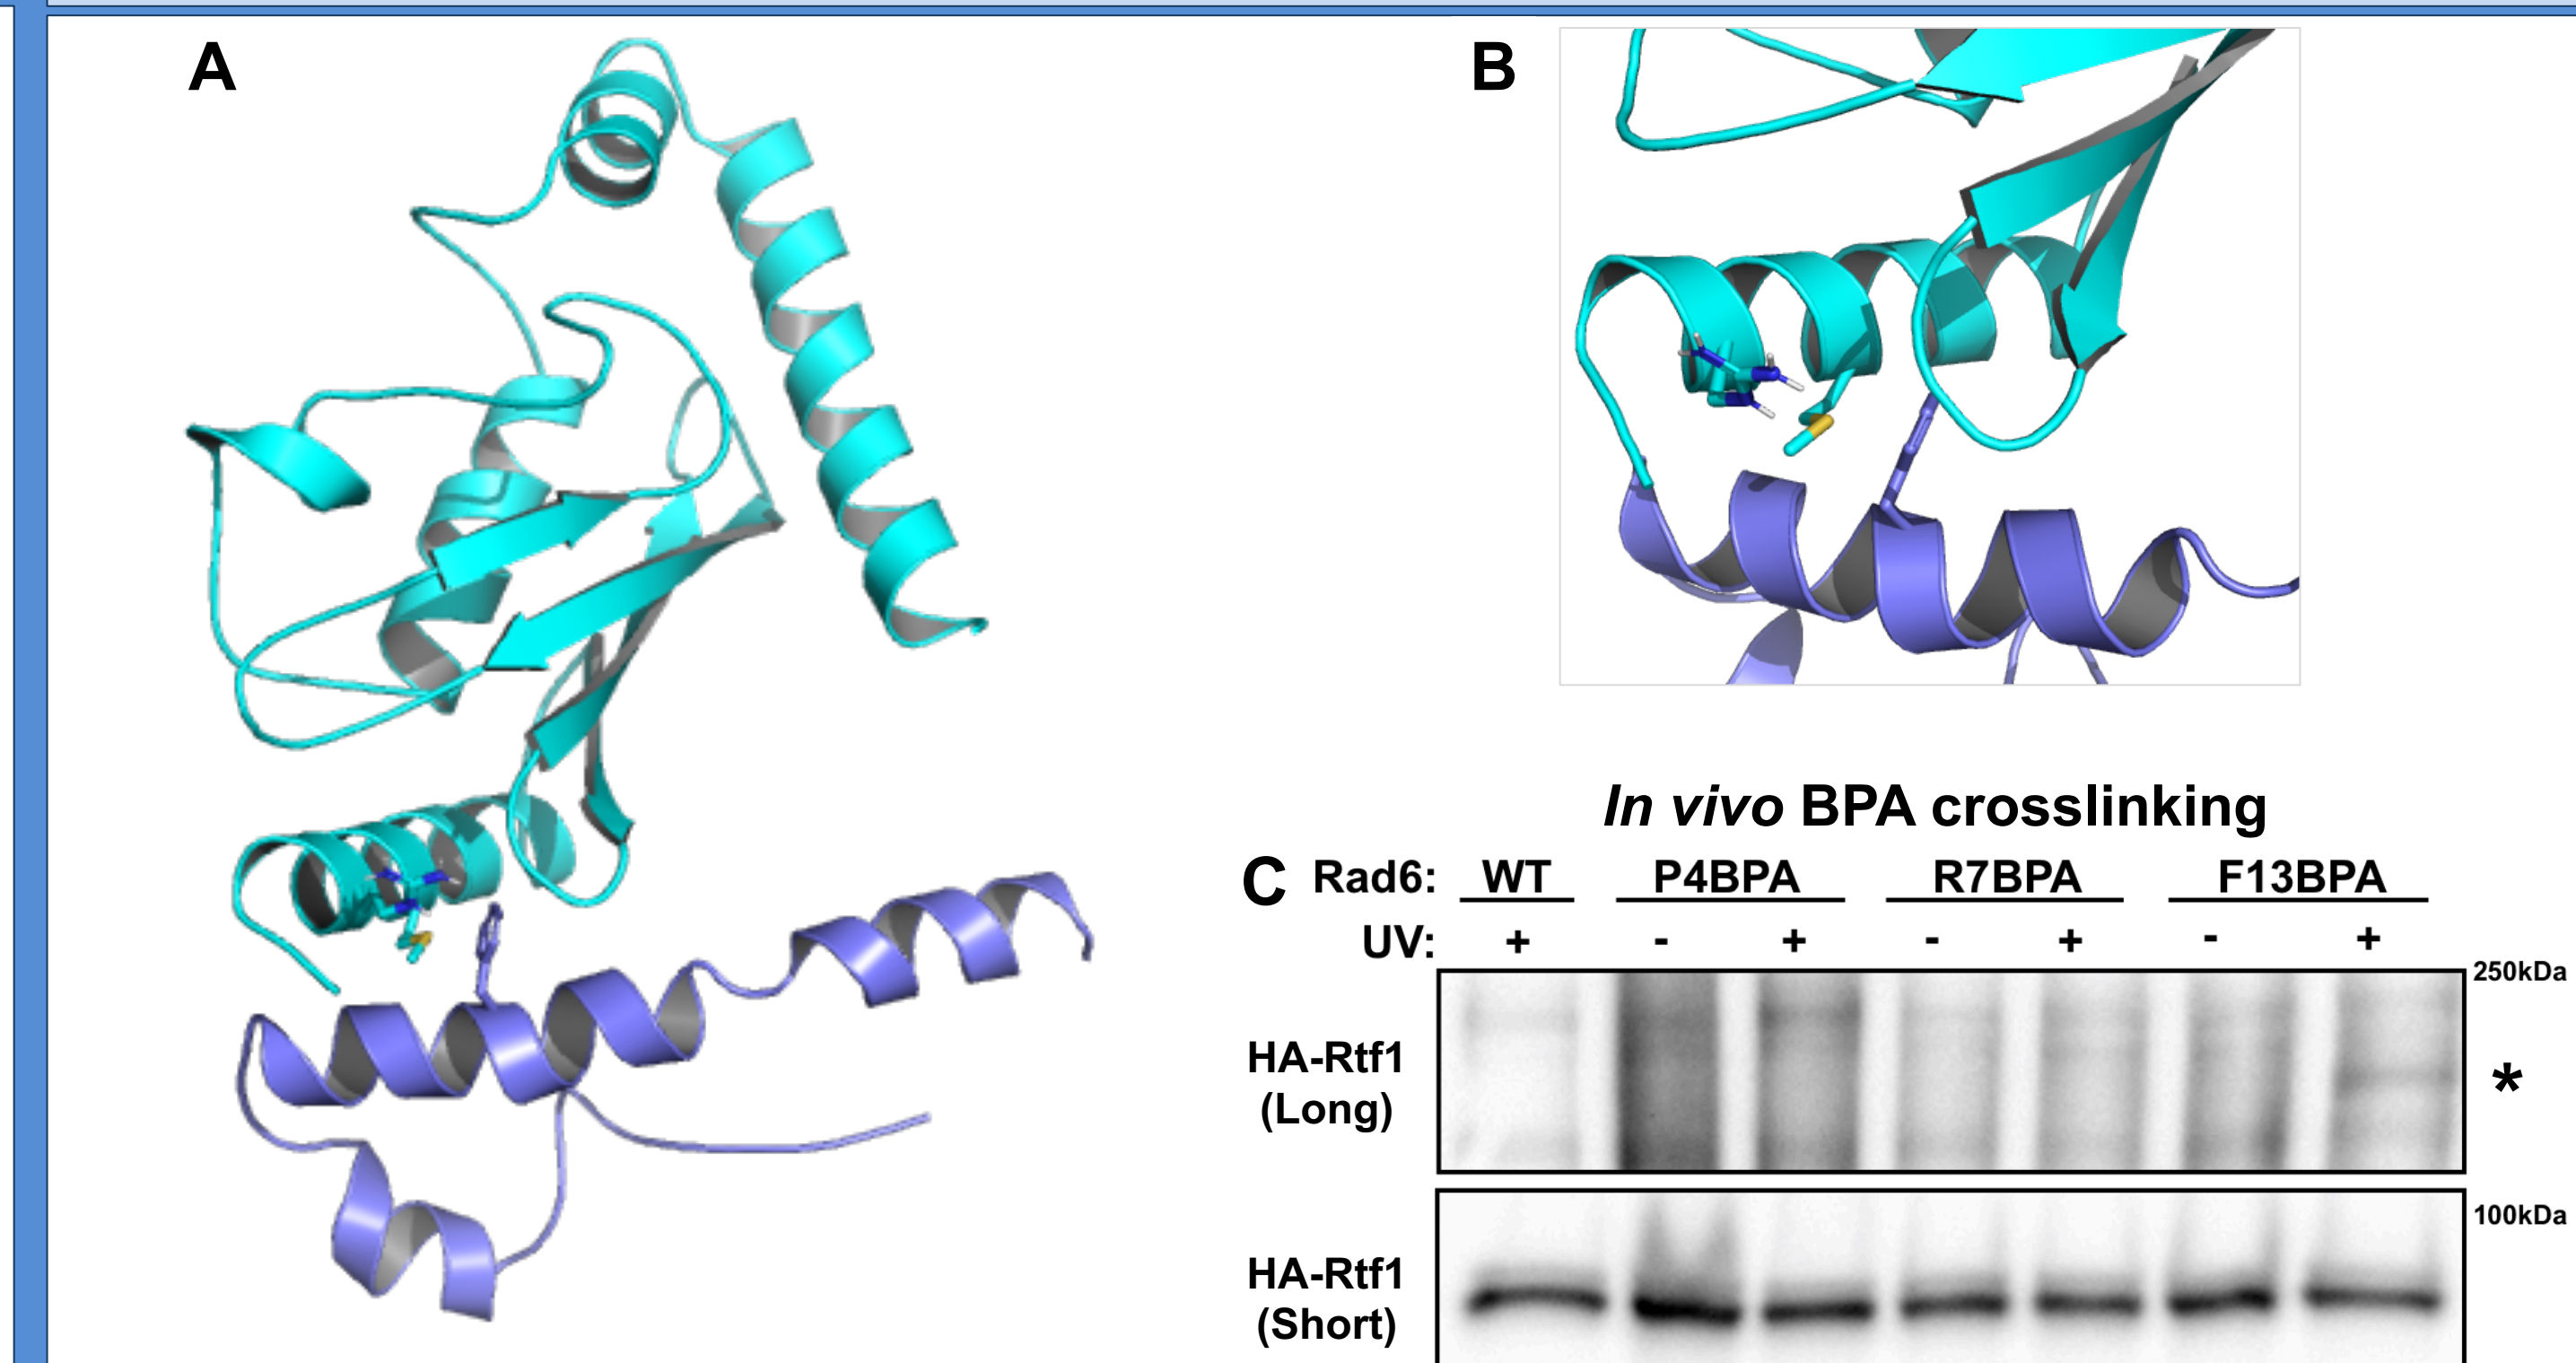 A
B
In vivo BPA crosslinking
C
Rad6: WT P4BPA R7BPA F13BPA
UV: + - + - + - +
250kDa
HA-Rtf1
(Long)
*
100kDa
HA-Rtf1
(Short)